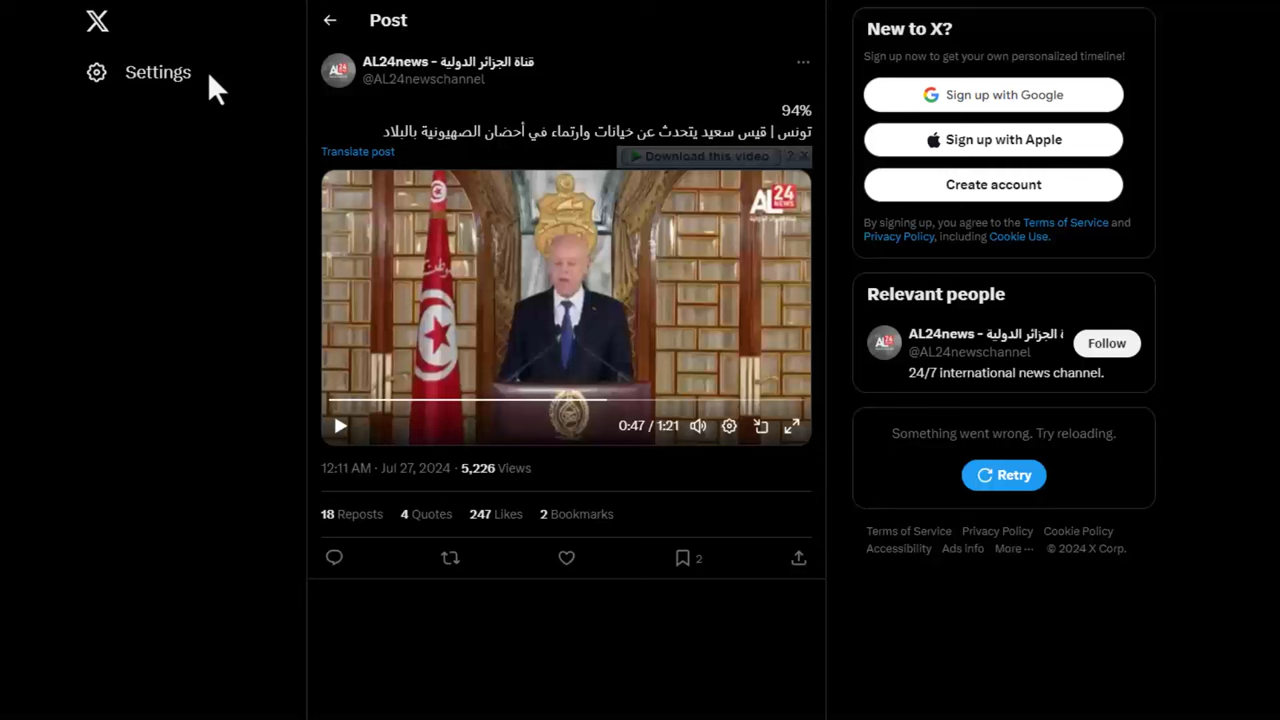 Settings
Post
AL24news - قناة الجزائر الدولية
@AL24newschannel
94%
تونس | قيس سعيد يتحدث عن خيانات وارتماء في أحضان الصهيونية بالبلاد
Translate post
Download this video ? X
AL24
NEWS
قناة الجزائر الدولية
0:47 / 1:21
12:11 AM · Jul 27, 2024 · 5,226 Views
18 Reposts 4 Quotes 247 Likes 2 Bookmarks
2
New to X?
Sign up now to get your own personalized timeline!
Sign up with Google
Sign up with Apple
Create account
By signing up, you agree to the Terms of Service and
Privacy Policy, including Cookie Use.
Relevant people
AL24news - ة الجزائر الدولية
@AL24newschannel
Follow
24/7 international news channel.
Something went wrong. Try reloading.
Retry
Terms of Service Privacy Policy Cookie Policy
Accessibility Ads info More ··· © 2024 X Corp.